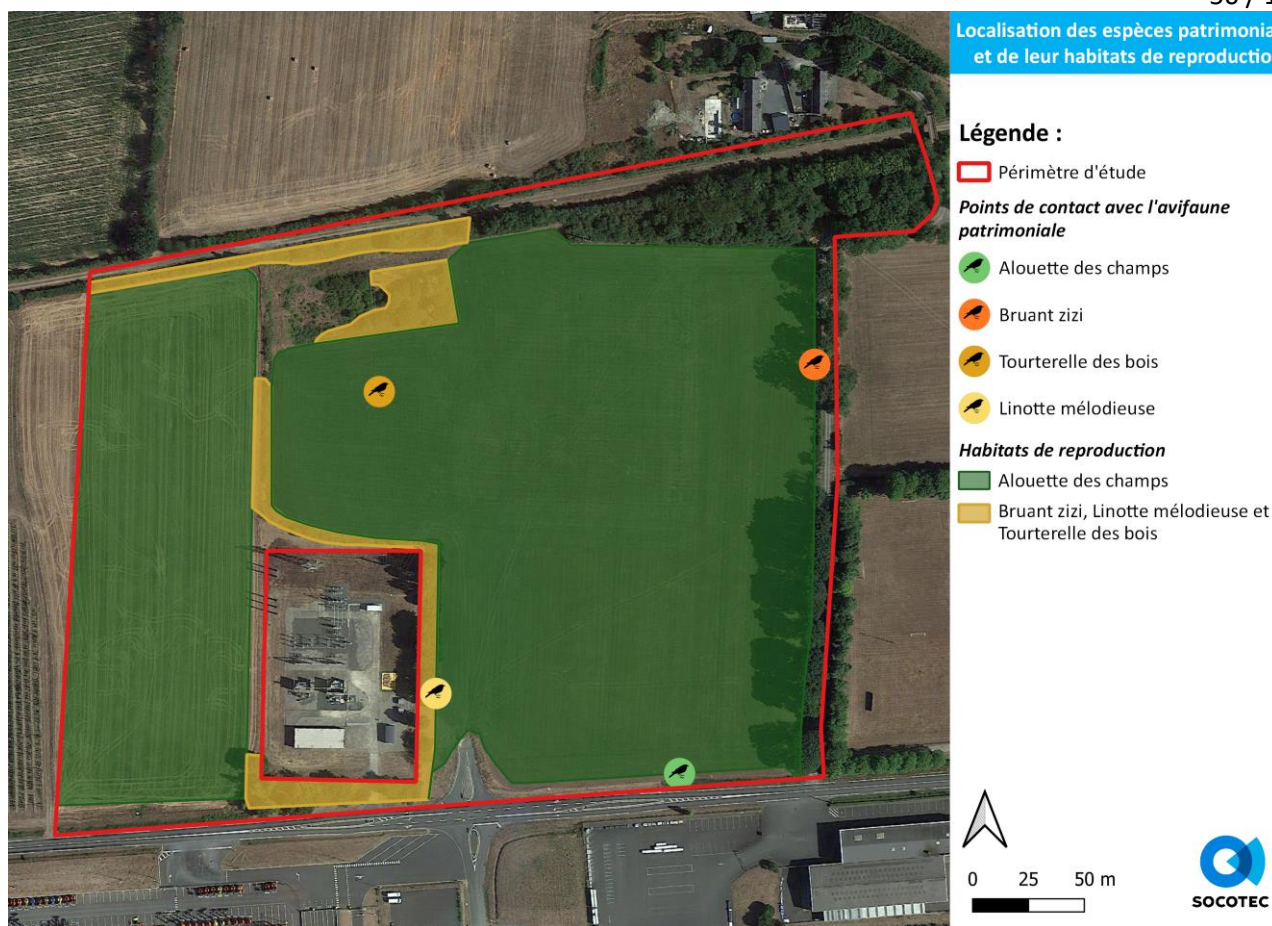 Localisation des espèces patrimonia
et de leur habitats de reproductio
Légende :
Périmètre d'étude
Points de contact avec l'avifaune
patrimoniale
Alouette des champs
Bruant zizi
Tourterelle des bois
Linotte mélodieuse
Habitats de reproduction
Alouette des champs
Bruant zizi, Linotte mélodieuse et
Tourterelle des bois
0 25 50 m
SOCOTEC